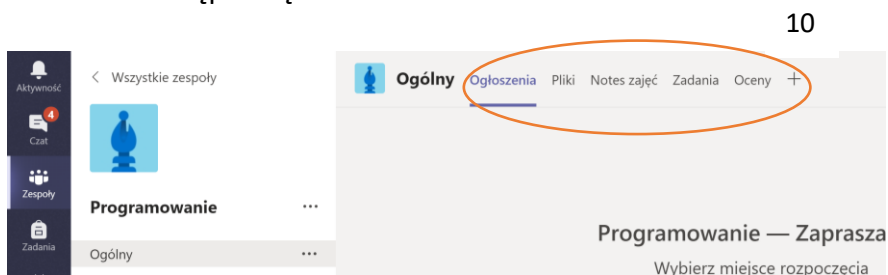 10
Aktywność
< Wszystkie zespoły
Ogólny Ogłoszenia Pliki Notes zajęć Zadania Oceny +
4
Czat
Zespoły
Programowanie ...
Zadania
Ogólny ...
Programowanie — Zaprasza
Wybierz miejsce rozpoczęcia